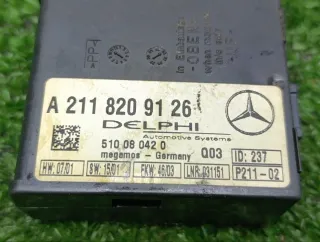 >PP<
A 211 820 91 26
DELPHI
Automotive Systems
510 08 042 0
megamos - Germany
Q03
ID: 237
HW: 07/01
SW: 15/01
FKW: 46/03
LNR: 031151
P211-02